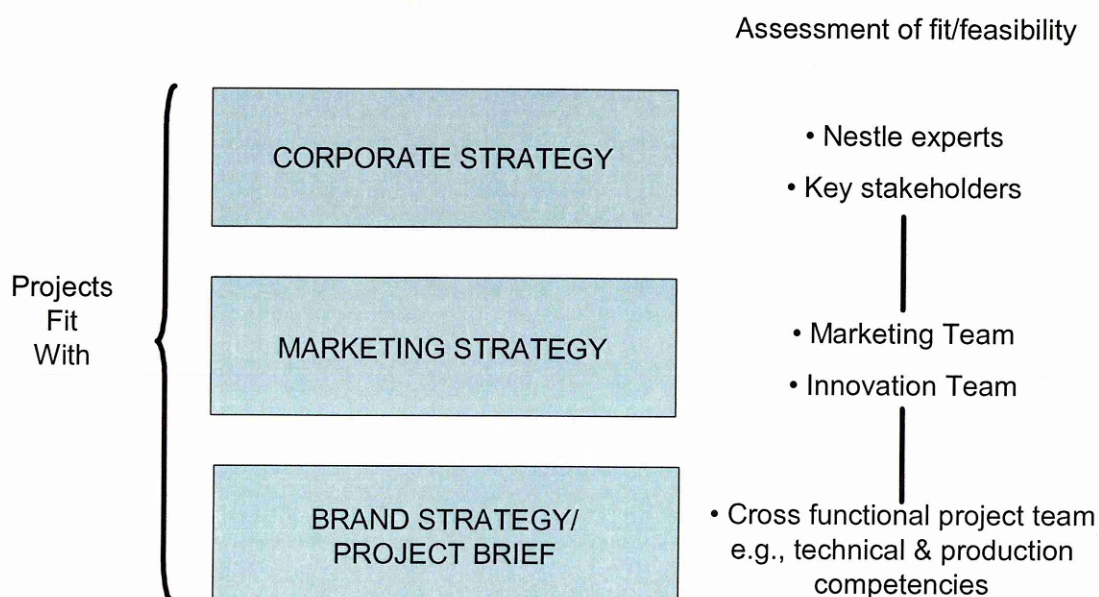 Assessment of fit/feasibility
Projects
Fit
With
CORPORATE STRATEGY
• Nestle experts
• Key stakeholders
MARKETING STRATEGY
• Marketing Team
• Innovation Team
BRAND STRATEGY/
PROJECT BRIEF
• Cross functional project team
e.g., technical & production
competencies